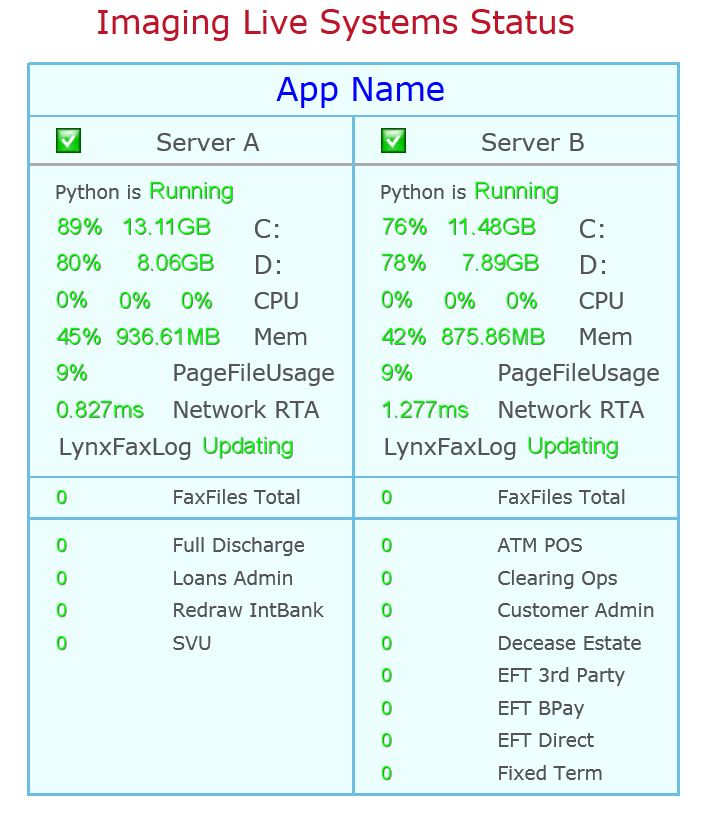 Imaging Live Systems Status
App Name
Server A
Python is Running
89% 13.11GB C:
80% 8.06GB D:
0% 0% 0% CPU
45% 936.61MB Mem
9% PageFileUsage
0.827ms Network RTA
LynxFaxLog Updating
0 FaxFiles Total
0 Full Discharge
0 Loans Admin
0 Redraw IntBank
0 SVU
Server B
Python is Running
76% 11.48GB C:
78% 7.89GB D:
0% 0% 0% CPU
42% 875.86MB Mem
9% PageFileUsage
1.277ms Network RTA
LynxFaxLog Updating
0 FaxFiles Total
0 ATM POS
0 Clearing Ops
0 Customer Admin
0 Decease Estate
0 EFT 3rd Party
0 EFT BPay
0 EFT Direct
0 Fixed Term